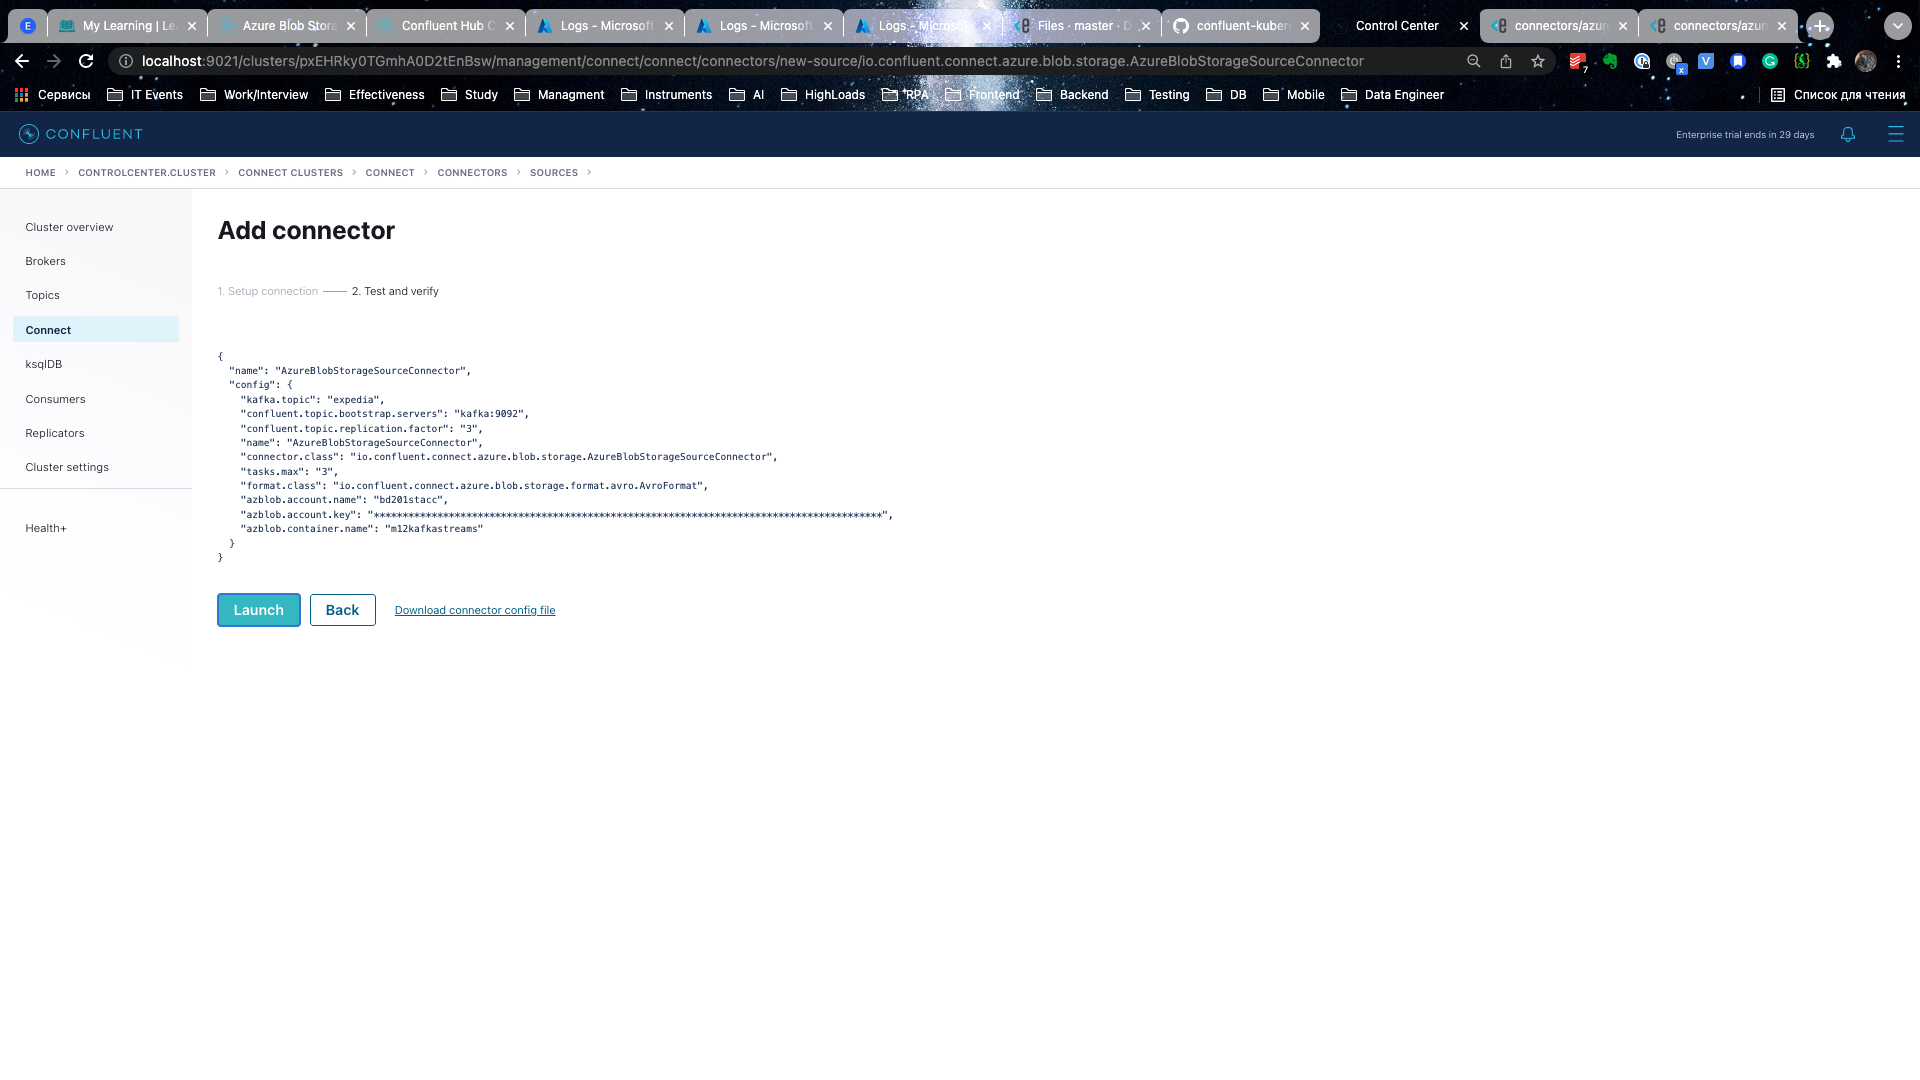 E My Learning | Le Azure Blob Stora Confluent Hub C Logs - Microsoft Logs - Microsoft Logs - Microso Files · master · D confluent-kuber Control Center connectors/azur connectors/azur
localhost:9021/clusters/pxEHRky0TGmhA0D2tEnBsw/management/connect/connect/connectors/new-source/io.confluent.connect.azure.blob.storage.AzureBlobStorageSourceConnector
Сервисы IT Events Work/Interview Effectiveness Study Managment Instruments AI HighLoads RPA Frontend Backend Testing DB Mobile Data Engineer Список для чтения
CONFLUENT Enterprise trial ends in 29 days
HOME > CONTROLCENTER.CLUSTER > CONNECT CLUSTERS > CONNECT > CONNECTORS > SOURCES >
Cluster overview
Brokers
Topics
Connect
ksqlDB
Consumers
Replicators
Cluster settings
Health+
Add connector
1. Setup connection 2. Test and verify
{
"name": "AzureBlobStorageSourceConnector",
"config": {
"kafka.topic": "expedia",
"confluent.topic.bootstrap.servers": "kafka:9092",
"confluent.topic.replication.factor": "3",
"name": "AzureBlobStorageSourceConnector",
"connector.class": "io.confluent.connect.azure.blob.storage.AzureBlobStorageSourceConnector",
"tasks.max": "3",
"format.class": "io.confluent.connect.azure.blob.storage.format.avro.AvroFormat",
"azblob.account.name": "bd201stacc",
"azblob.account.key": "****************************************************************************************",
"azblob.container.name": "m12kafkastreams"
}
}
Launch Back Download connector config file